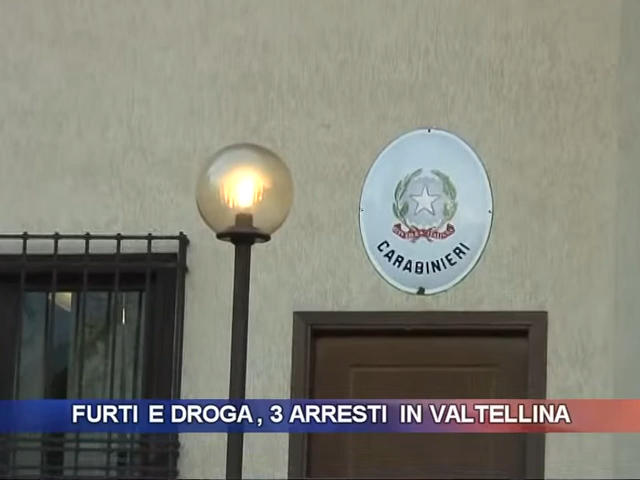 CARABINIERI
FURTI E DROGA, 3 ARRESTI IN VALTELLINA